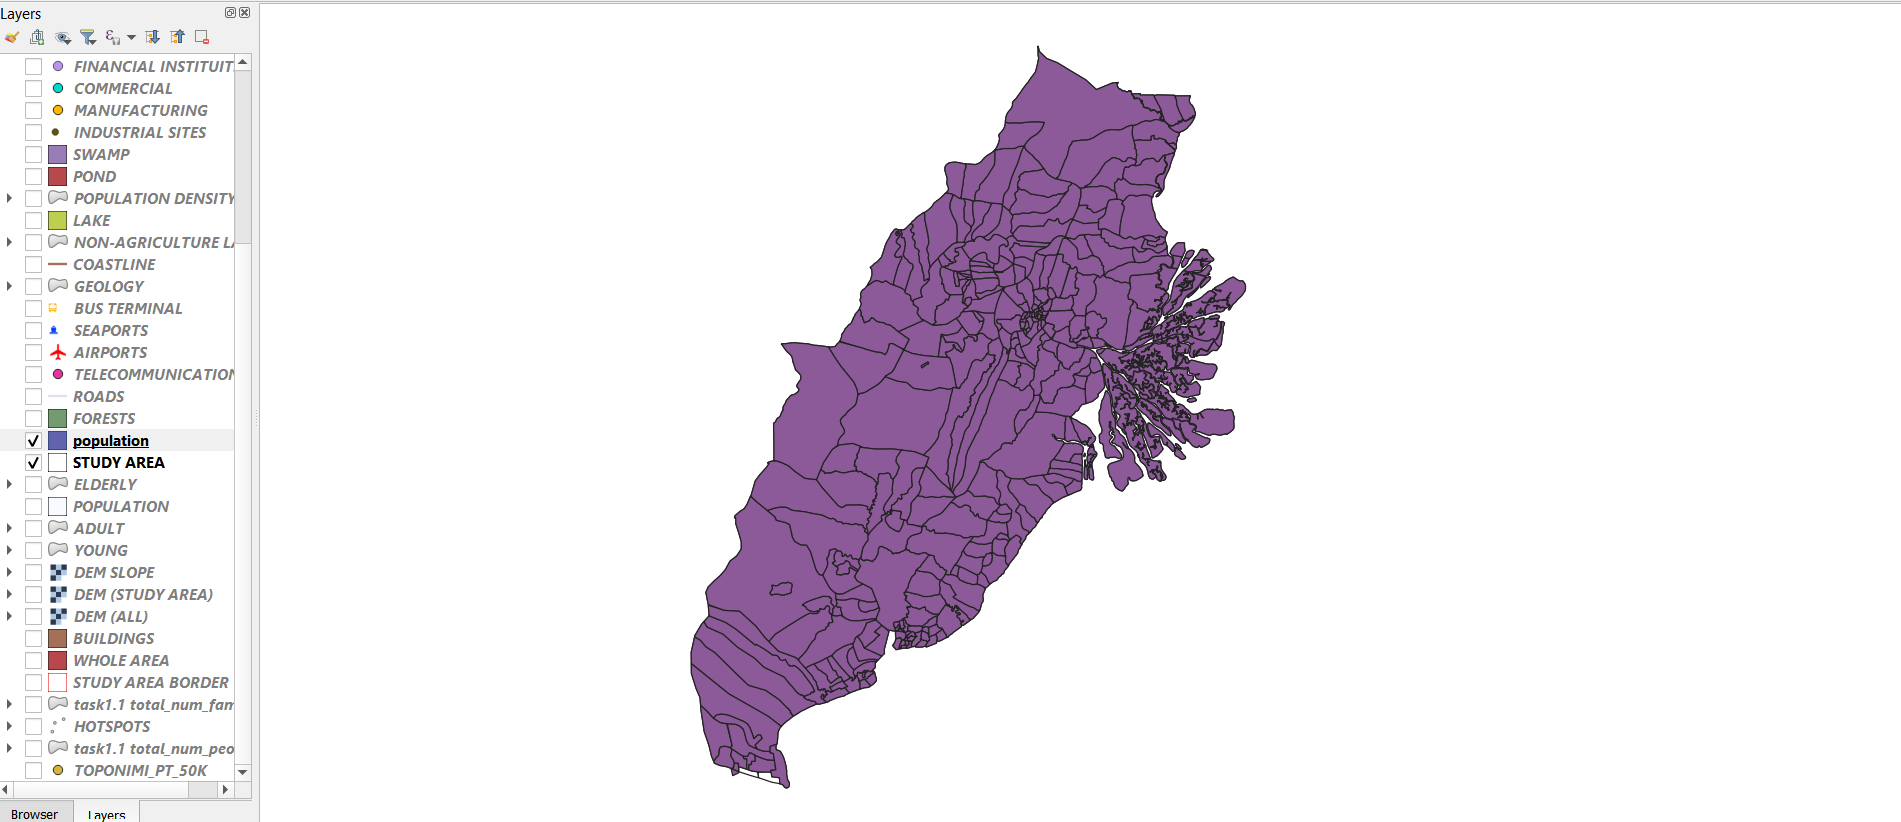 Layers
FINANCIAL INSTITUIT
COMMERCIAL
MANUFACTURING
INDUSTRIAL SITES
SWAMP
POND
POPULATION DENSITY
LAKE
NON-AGRICULTURE LA
COASTLINE
GEOLOGY
BUS TERMINAL
SEAPORTS
AIRPORTS
TELECOMMUNICATION
ROADS
FORESTS
population
STUDY AREA
ELDERLY
POPULATION
ADULT
YOUNG
DEM SLOPE
DEM (STUDY AREA)
DEM (ALL)
BUILDINGS
WHOLE AREA
STUDY AREA BORDER
task1.1 total_num_fam
HOTSPOTS
task1.1 total_num_peo
TOPONIMI_PT_50K
Browser Layers